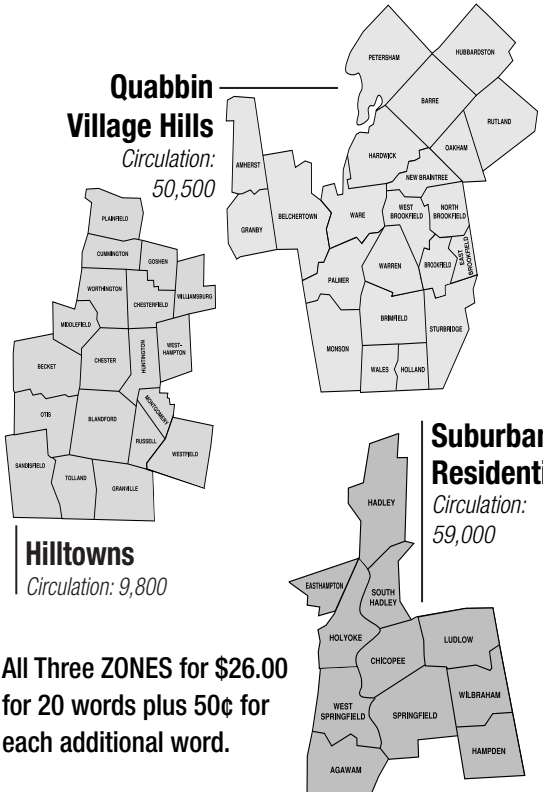 Quabbin
Village Hills
Circulation:
50,500
PETERSHAM
HUBBARDSTON
BARRE
RUTLAND
OAKHAM
HARDWICK
NEW BRAINTREE
AMHERST
GRANBY
BELCHERTOWN
WARE
WEST
BROOKFIELD
NORTH
BROOKFIELD
EAST
BROOKFIELD
BROOKFIELD
WARREN
PALMER
BRIMFIELD
STURBRIDGE
MONSON
WALES
HOLLAND
PLAINFIELD
CUMMINGTON
GOSHEN
WORTHINGTON
CHESTERFIELD
WILLIAMSBURG
MIDDLEFIELD
BECKET
CHESTER
HUNTINGTON
WEST-
HAMPTON
OTIS
BLANDFORD
MONTGOMERY
RUSSELL
WESTFIELD
SANDISFIELD
TOLLAND
GRANVILLE
Hilltowns
Circulation: 9,800
Suburban
Residenti
Circulation:
59,000
HADLEY
EASTHAMPTON
SOUTH
HADLEY
HOLYOKE
CHICOPEE
LUDLOW
WEST
SPRINGFIELD
SPRINGFIELD
WILBRAHAM
HAMPDEN
AGAWAM
All Three ZONES for $26.00
for 20 words plus 50¢ for
each additional word.